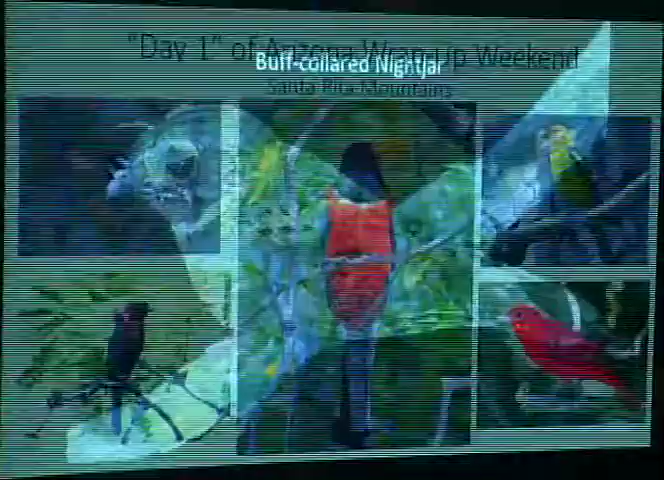 "Day 1" of Arizona Wrap-Up Weekend
Buff-collared Nightjar
Santa Rita Mountains